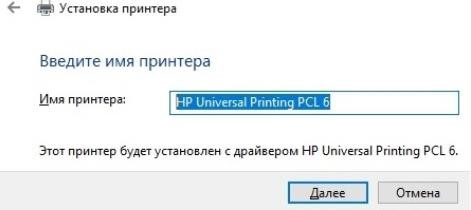 Установка принтера
Введите имя принтера
Имя принтера: HP Universal Printing PCL 6
Этот принтер будет установлен с драйвером HP Universal Printing PCL 6.
Далее Отмена